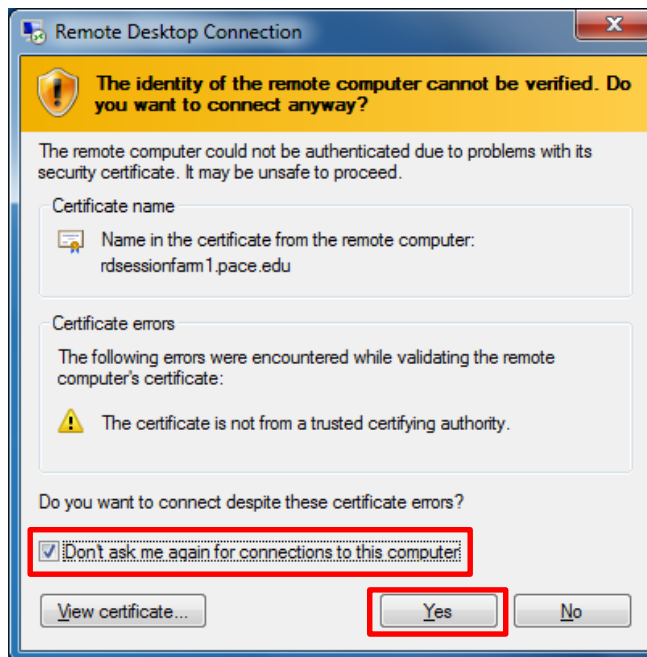 Remote Desktop Connection
The identity of the remote computer cannot be verified. Do
you want to connect anyway?
The remote computer could not be authenticated due to problems with its
security certificate. It may be unsafe to proceed.
Certificate name
Name in the certificate from the remote computer:
rdsessionfarm1.pace.edu
Certificate errors
The following errors were encountered while validating the remote
computer's certificate:
The certificate is not from a trusted certifying authority.
Do you want to connect despite these certificate errors?
Don't ask me again for connections to this computer
View certificate... Yes No